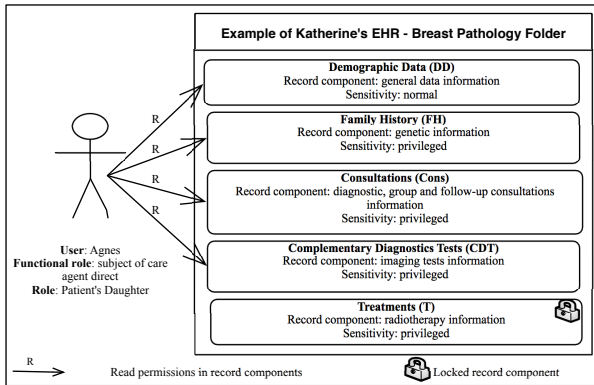 Example of Katherine's EHR - Breast Pathology Folder
Demographic Data (DD)
Record component: general data information
Sensitivity: normal
R
Family History (FH)
Record component: genetic information
Sensitivity: privileged
R
Consultations (Cons)
Record component: diagnostic, group and follow-up consultations
information
Sensitivity: privileged
R
R
Complementary Diagnostics Tests (CDT)
Record component: imaging tests information
Sensitivity: privileged
User: Agnes
Functional role: subject of care
agent direct
Role: Patient's Daughter
Treatments (T)
Record component: radiotherapy information
Sensitivity: privileged
R
Read permissions in record components
Locked record component